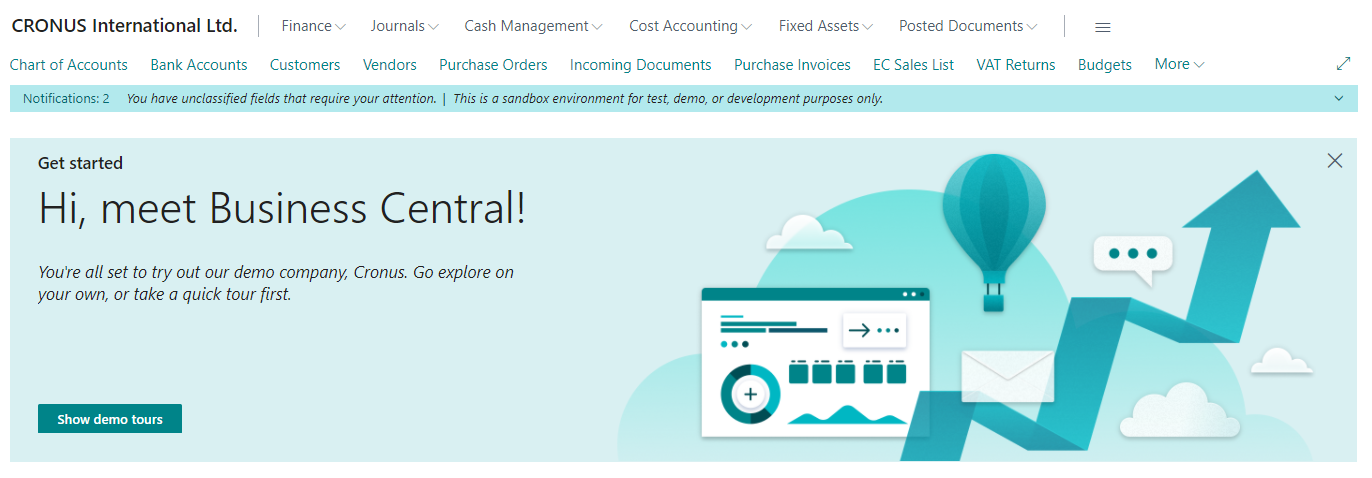 CRONUS International Ltd. Finance Journals Cash Management Cost Accounting Fixed Assets Posted Documents
Chart of Accounts Bank Accounts Customers Vendors Purchase Orders Incoming Documents Purchase Invoices EC Sales List VAT Returns Budgets More
Notifications: 2 You have unclassified fields that require your attention. | This is a sandbox environment for test, demo, or development purposes only.
Get started
Hi, meet Business Central!
You're all set to try out our demo company, Cronus. Go explore on
your own, or take a quick tour first.
Show demo tours